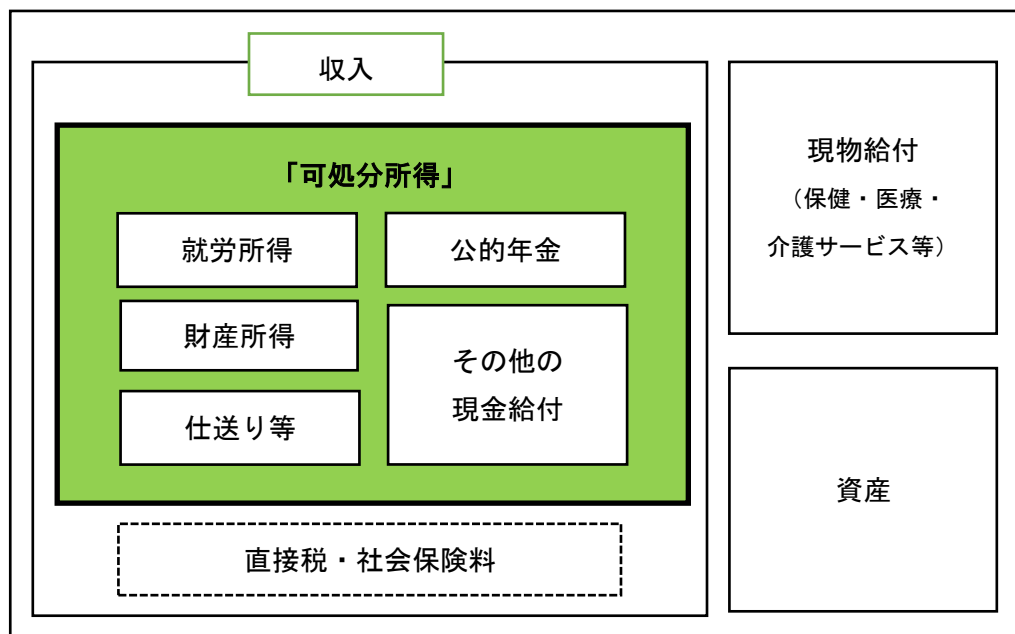 収入
「可処分所得」
就労所得
公的年金
財産所得
その他の
現金給付
仕送り等
直接税・社会保険料
現物給付
（保健・医療・
介護サービス等）
資産